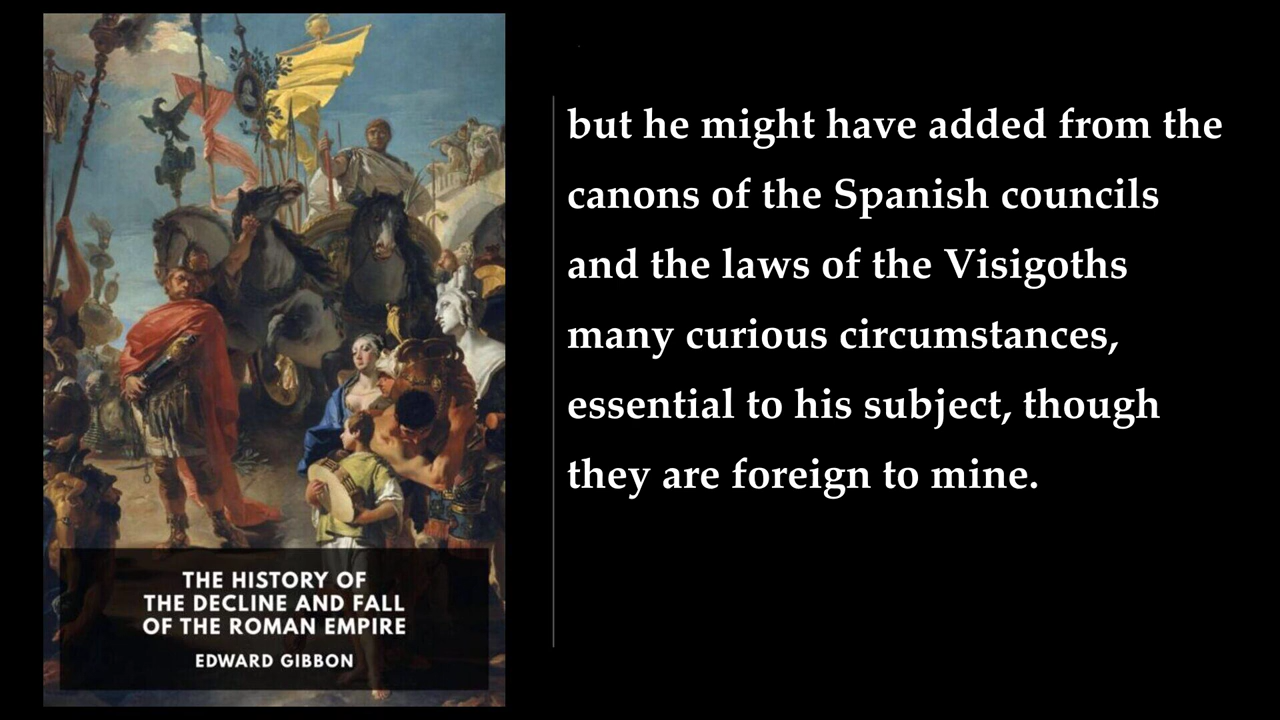 but he might have added from the
canons of the Spanish councils
and the laws of the Visigoths
many curious circumstances,
essential to his subject, though
they are foreign to mine.
THE HISTORY OF
THE DECLINE AND FALL
OF THE ROMAN EMPIRE
EDWARD GIBBON